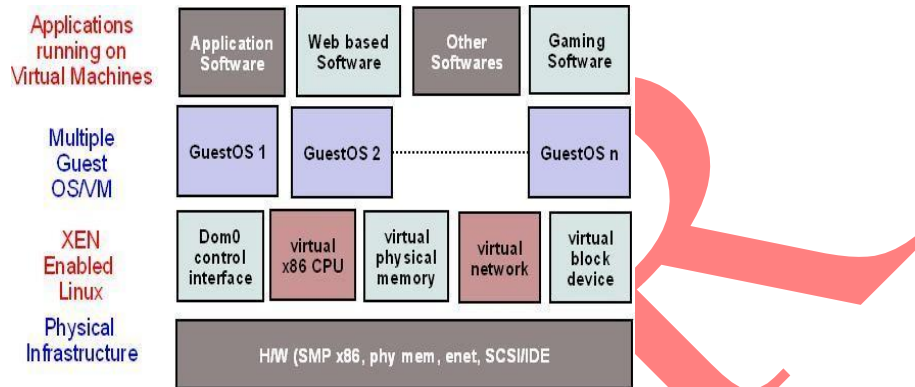 Applications
running on
Virtual Machines
Application
Software
Web based
Software
Other
Softwares
Gaming
Software
Multiple
Guest
OS/VM
GuestOS 1
GuestOS 2
GuestOS n
XEN
Enabled
Linux
Dom0
control
interface
virtual
x86 CPU
virtual
physical
memory
virtual
network
virtual
block
device
Physical
Infrastructure
H/W (SMP x86, phy mem, enet, SCSI/IDE